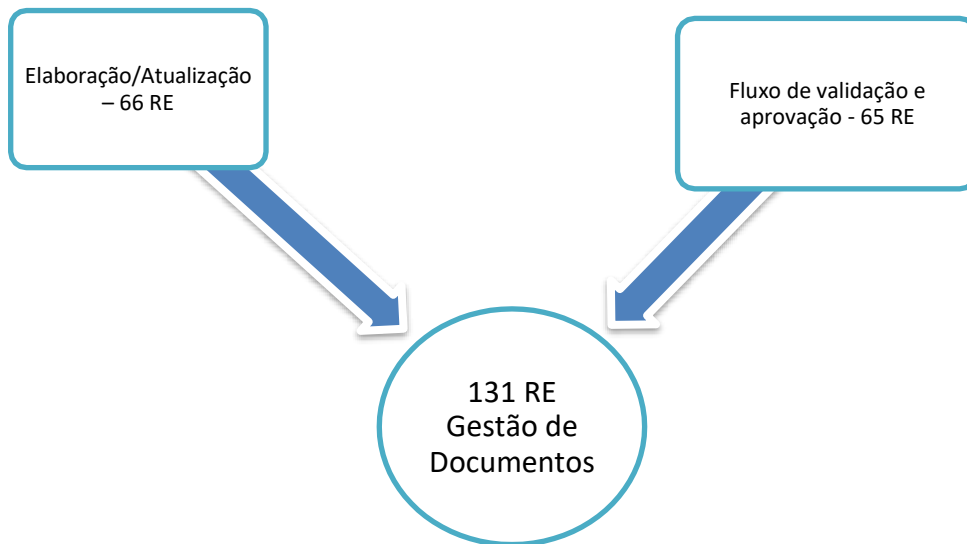 Elaboração/Atualização
– 66 RE
Fluxo de validação e
aprovação - 65 RE
131 RE
Gestão de
Documentos